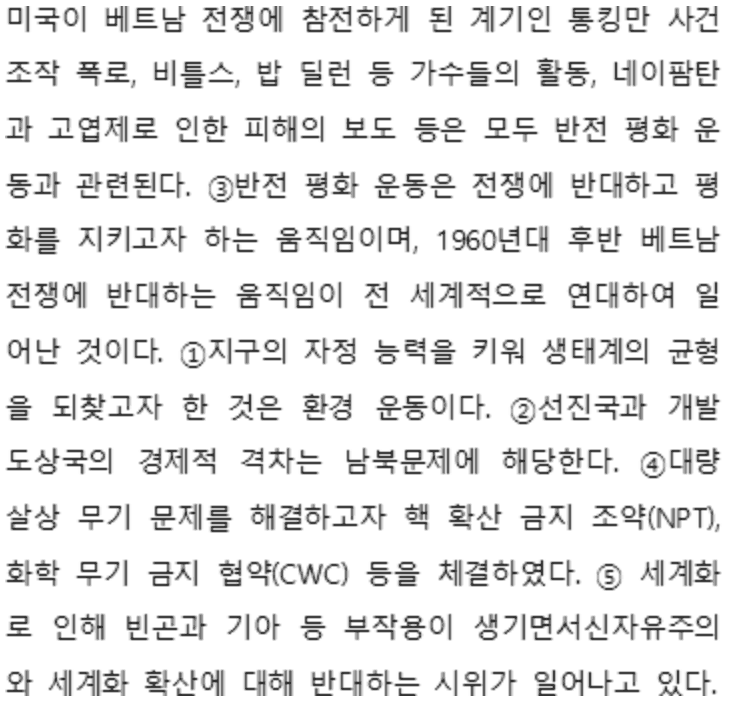 미국이 베트남 전쟁에 참전하게 된 계기인 통킹만 사건
조작 폭로, 비틀스, 밥 딜런 등 가수들의 활동, 네이팜탄
과 고엽제로 인한 피해의 보도 등은 모두 반전 평화 운
동과 관련된다. ③반전 평화 운동은 전쟁에 반대하고 평
화를 지키고자 하는 움직임이며, 1960년대 후반 베트남
전쟁에 반대하는 움직임이 전 세계적으로 연대하여 일
어난 것이다. ①지구의 자정 능력을 키워 생태계의 균형
을 되찾고자 한 것은 환경 운동이다. ②선진국과 개발
도상국의 경제적 격차는 남북문제에 해당한다. ④대량
살상 무기 문제를 해결하고자 핵 확산 금지 조약(NPT),
화학 무기 금지 협약(CWC) 등을 체결하였다. ⑤ 세계화
로 인해 빈곤과 기아 등 부작용이 생기면서신자유주의
와 세계화 확산에 대해 반대하는 시위가 일어나고 있다.